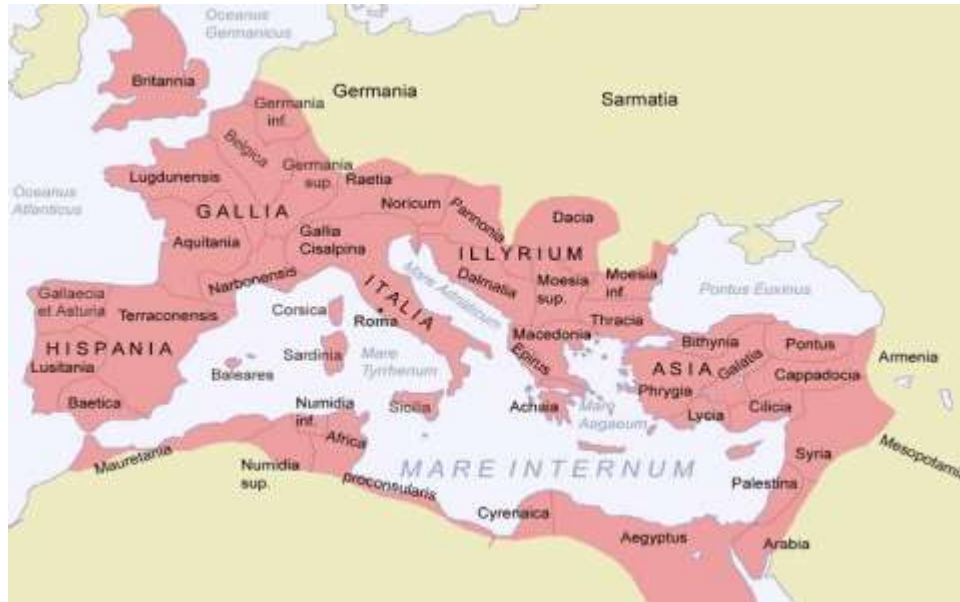 Oceanus
Germanicus
Britannia
Germania
Sarmatia
Germania
inf.
Belgica
Germania
sup.
Lugdunensis
Raetia
Oceanus
Atlanticus
GALLIA
Noricum
Pannonia
Dacia
Aquitania
Gallia
Cisalpina
ILLYRIUM
Narbonensis
Dalmatia
Moesia
sup.
Moesia
inf.
Mare Adriaticum
ITALIA
Pontus Euxinus
Gallaecia
et Asturia
Terraconensis
Corsica
Roma
Thracia
HISPANIA
Lusitania
Sardinia
Mare
Tyrrhenum
Macedonia
Epirus
Bithynia
Pontus
Armenia
Baleares
ASIA
Galatia
Cappadocia
Phrygia
Baetica
Numidia
inf.
Sicilia
Achaia
Mare
Aegaeum
Lycia
Cilicia
Africa
Mauretania
Numidia
sup.
proconsularis
MARE INTERNUM
Syria
Mesopotamia
Palestina
Cyrenaica
Aegyptus
Arabia